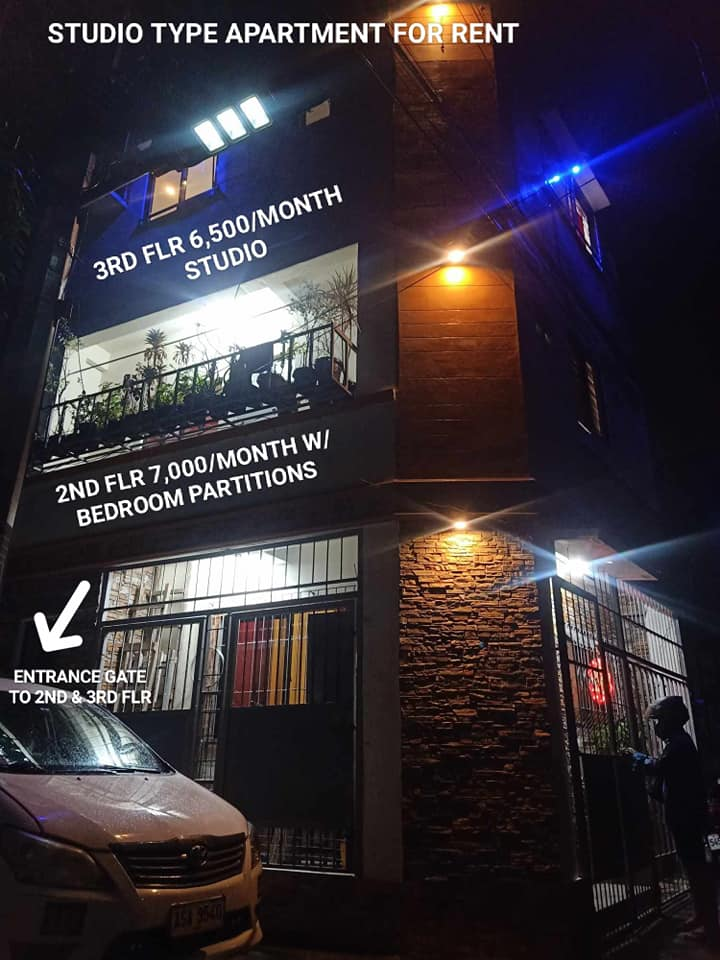 STUDIO TYPE APARTMENT FOR RENT
3RD FLR 6,500/MONTH
STUDIO
2ND FLR 7,000/MONTH W/
BEDROOM PARTITIONS
ENTRANCE GATE
TO 2ND & 3RD FLR